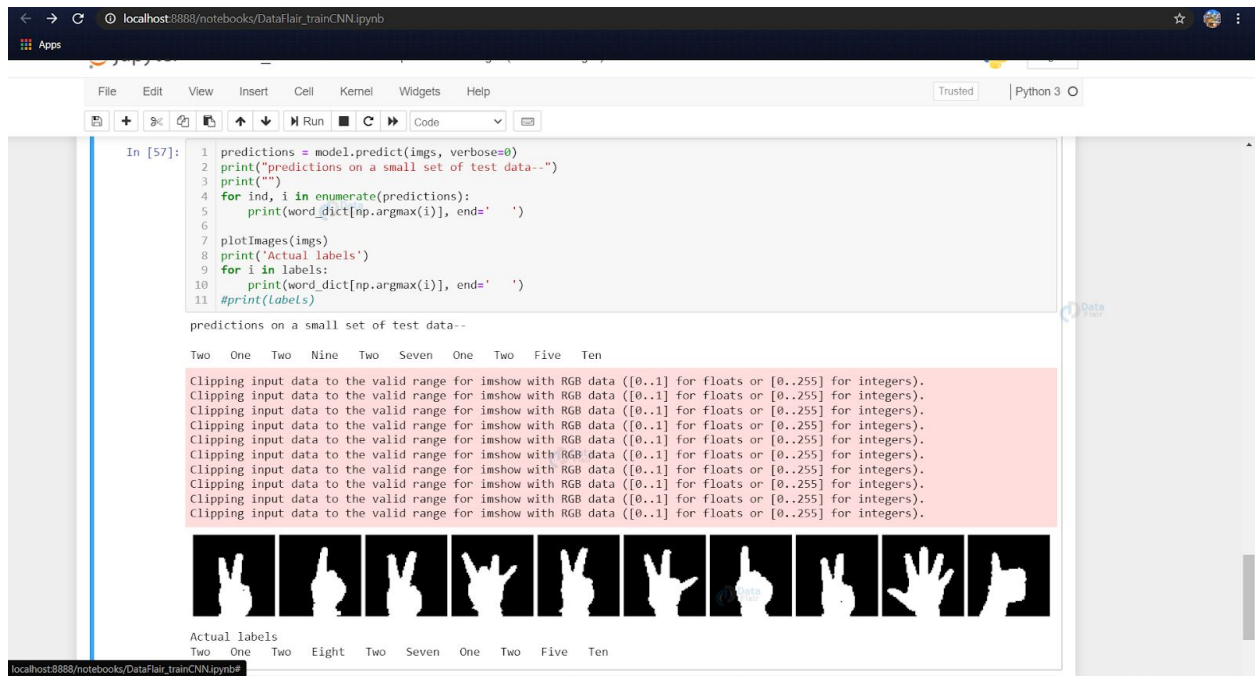 localhost:8888/notebooks/DataFlair_trainCNN.ipynb
Apps
File Edit View Insert Cell Kernel Widgets Help Trusted Python 3
Run Code
In [57]: 1 predictions = model.predict(imgs, verbose=0)
2 print("predictions on a small set of test data--")
3 print("")
4 for ind, i in enumerate(predictions):
5     print(word_dict[np.argmax(i)], end='   ')
6
7 plotImages(imgs)
8 print('Actual labels')
9 for i in labels:
10     print(word_dict[np.argmax(i)], end='   ')
11 #print(labels)
Data
Flair
predictions on a small set of test data--
Two One Two Nine Two Seven One Two Five Ten
Clipping input data to the valid range for imshow with RGB data ([0..1] for floats or [0..255] for integers).
Clipping input data to the valid range for imshow with RGB data ([0..1] for floats or [0..255] for integers).
Clipping input data to the valid range for imshow with RGB data ([0..1] for floats or [0..255] for integers).
Clipping input data to the valid range for imshow with RGB data ([0..1] for floats or [0..255] for integers).
Clipping input data to the valid range for imshow with RGB data ([0..1] for floats or [0..255] for integers).
Clipping input data to the valid range for imshow with RGB data ([0..1] for floats or [0..255] for integers).
Clipping input data to the valid range for imshow with RGB data ([0..1] for floats or [0..255] for integers).
Clipping input data to the valid range for imshow with RGB data ([0..1] for floats or [0..255] for integers).
Clipping input data to the valid range for imshow with RGB data ([0..1] for floats or [0..255] for integers).
Clipping input data to the valid range for imshow with RGB data ([0..1] for floats or [0..255] for integers).
Data
Flair
Actual labels
Two One Two Eight Two Seven One Two Five Ten
localhost:8888/notebooks/DataFlair_trainCNN.ipynb#